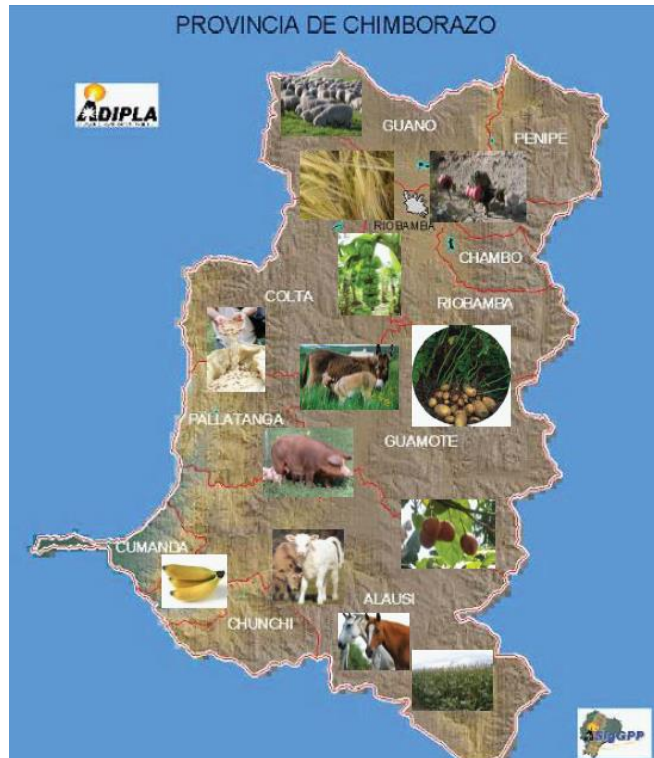 PROVINCIA DE CHIMBORAZO
ADIPLA
GUANO
PENIPE
RIOBAMBA
CHAMBO
COLTA
RIOBAMBA
PALLATANGA
GUAMOTE
CUMANDA
ALAUSI
CHUNCHI